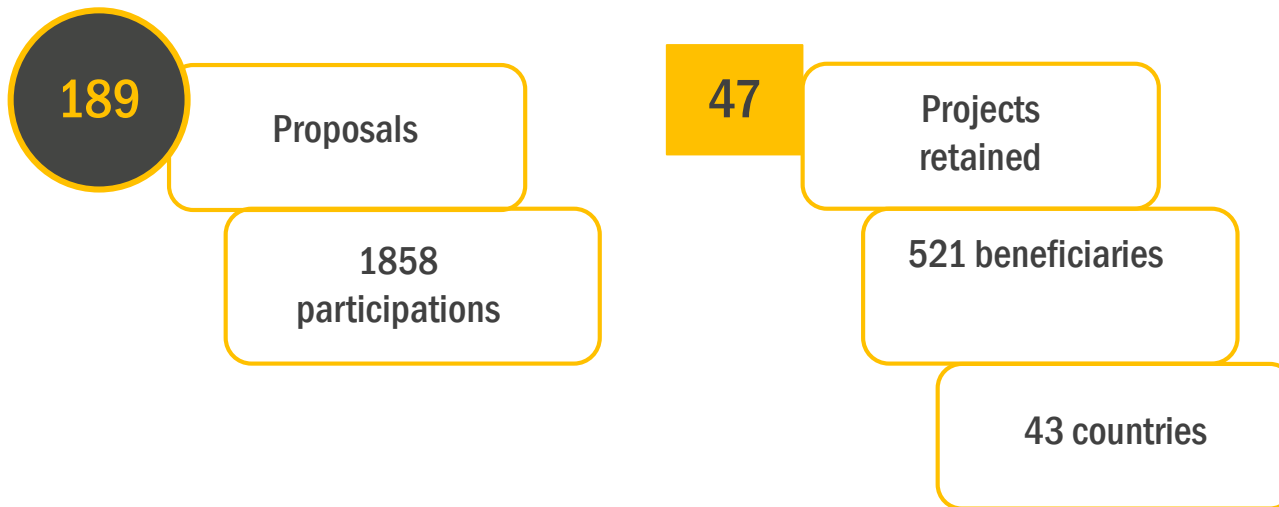 189
Proposals
1858
participations
47
Projects
retained
521 beneficiaries
43 countries